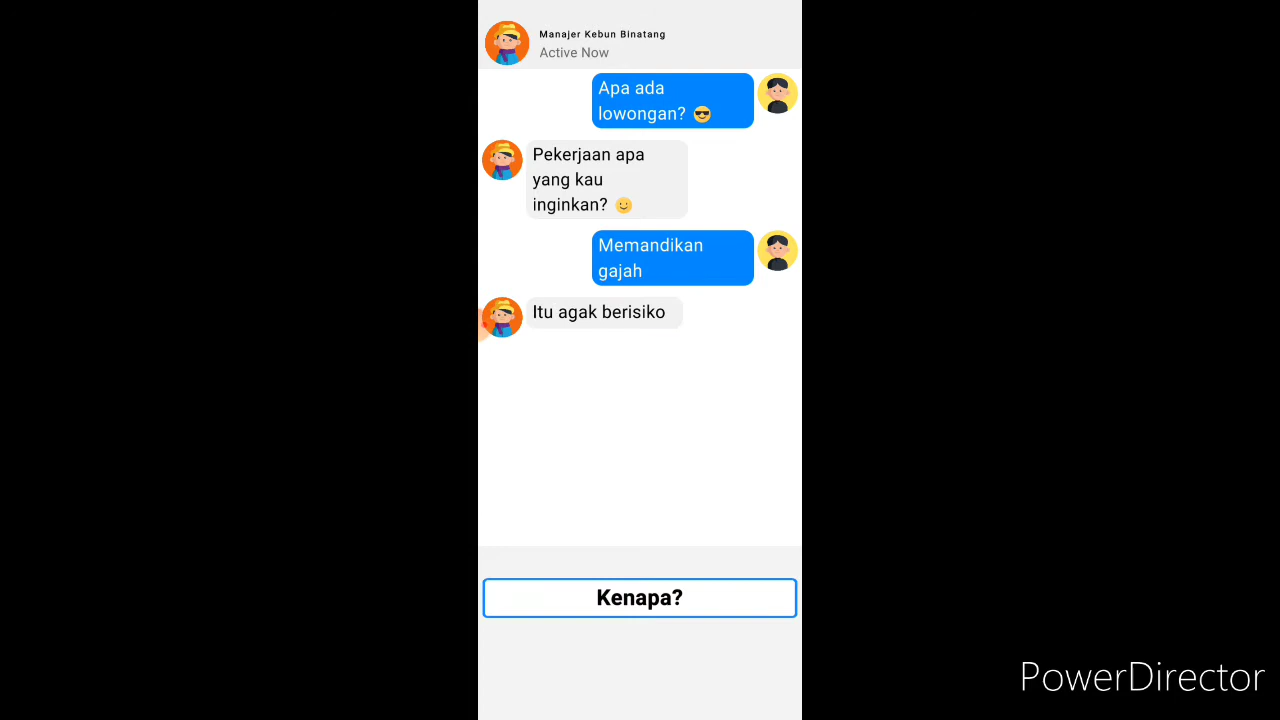 Manajer Kebun Binatang
Active Now
Apa ada
lowongan? 😎
Pekerjaan apa
yang kau
inginkan? 🙂
Memandikan
gajah
Itu agak berisiko
Kenapa?
PowerDirector